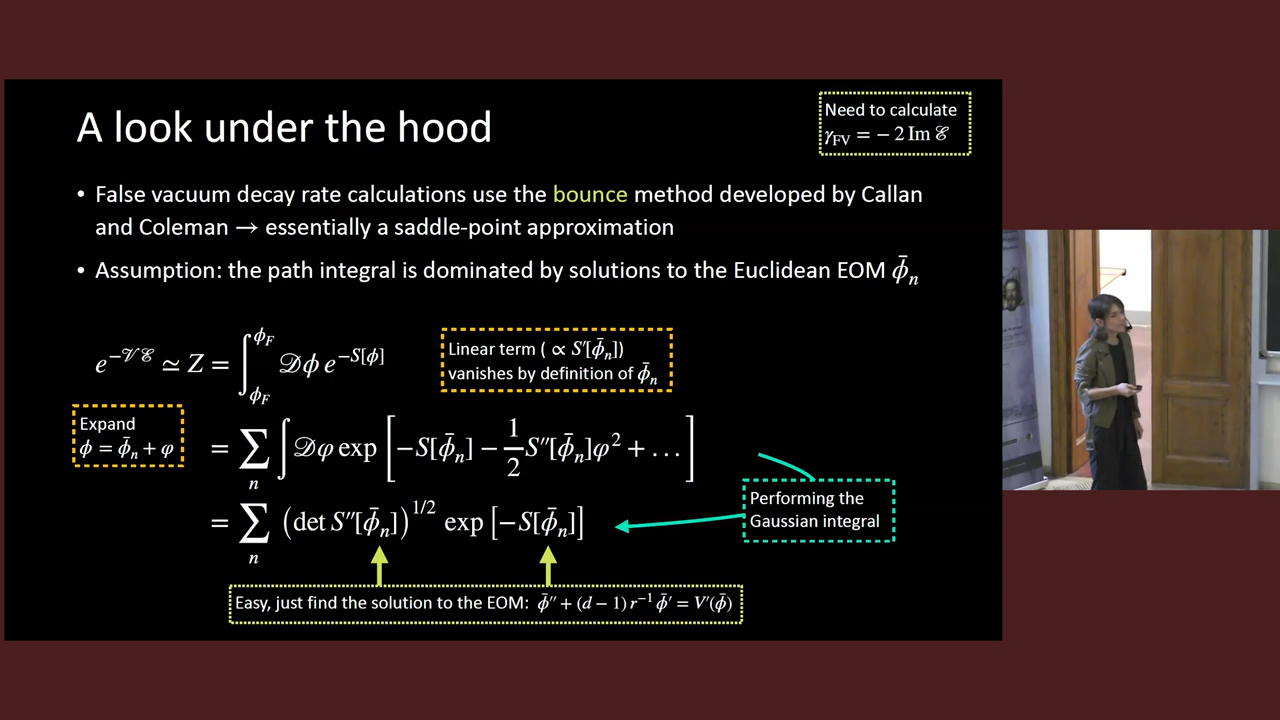 A look under the hood
Need to calculate
γ_FV = − 2 Im ℰ
• False vacuum decay rate calculations use the bounce method developed by Callan
and Coleman → essentially a saddle-point approximation
• Assumption: the path integral is dominated by solutions to the Euclidean EOM ϕ̄_n
e^{−𝒱ℰ} ≃ Z = ∫_{ϕ_F}^{ϕ_F} 𝒟ϕ e^{−S[ϕ]}
Linear term ( ∝ S′[ϕ̄_n])
vanishes by definition of ϕ̄_n
Expand
ϕ = ϕ̄_n + φ
= ∑_n ∫ 𝒟φ exp [−S[ϕ̄_n] − 1/2 S″[ϕ̄_n]φ² + …]
Performing the
Gaussian integral
= ∑_n (det S″[ϕ̄_n])^{1/2} exp [−S[ϕ̄_n]]
Easy, just find the solution to the EOM: ϕ̄″ + (d − 1) r^{−1} ϕ̄′ = V′(ϕ̄)